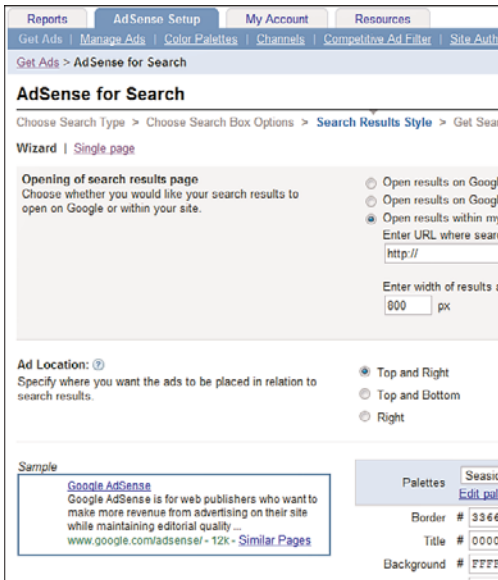 Reports AdSense Setup My Account Resources
Get Ads | Manage Ads | Color Palettes | Channels | Competitive Ad Filter | Site Auth
Get Ads > AdSense for Search
AdSense for Search
Choose Search Type > Choose Search Box Options > Search Results Style > Get Sear
Wizard | Single page
Opening of search results page
Choose whether you would like your search results to
open on Google or within your site.
Open results on Googl
Open results on Googl
Open results within my
Enter URL where sear
http://
Enter width of results a
800 px
Ad Location: ?
Specify where you want the ads to be placed in relation to
search results.
Top and Right
Top and Bottom
Right
Sample
Google AdSense
Google AdSense is for web publishers who want to
make more revenue from advertising on their site
while maintaining editorial quality ...
www.google.com/adsense/ - 12k - Similar Pages
Palettes Seasid
Edit pal
Border # 3366
Title # 0000
Background # FFFF